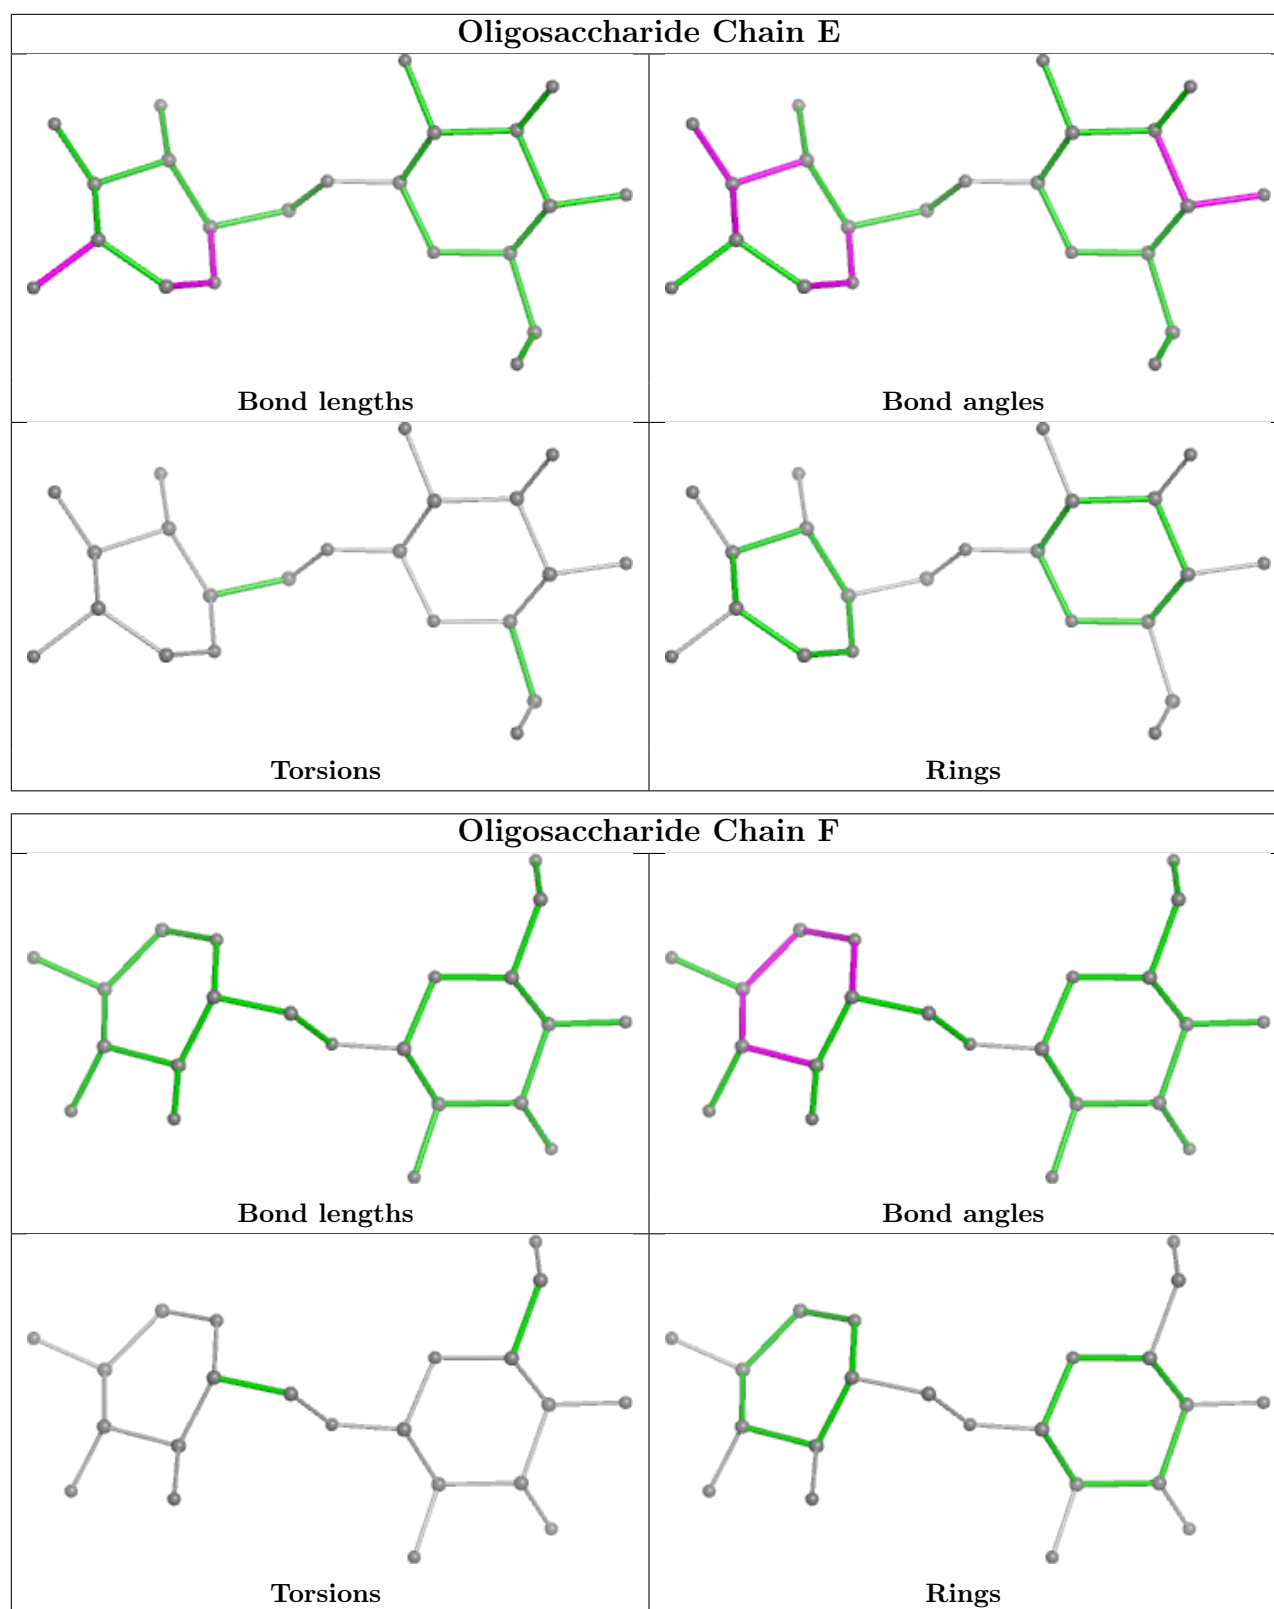 Oligosaccharide Chain E
Bond lengths
Bond angles
Torsions
Rings
Oligosaccharide Chain F
Bond lengths
Bond angles
Torsions
Rings